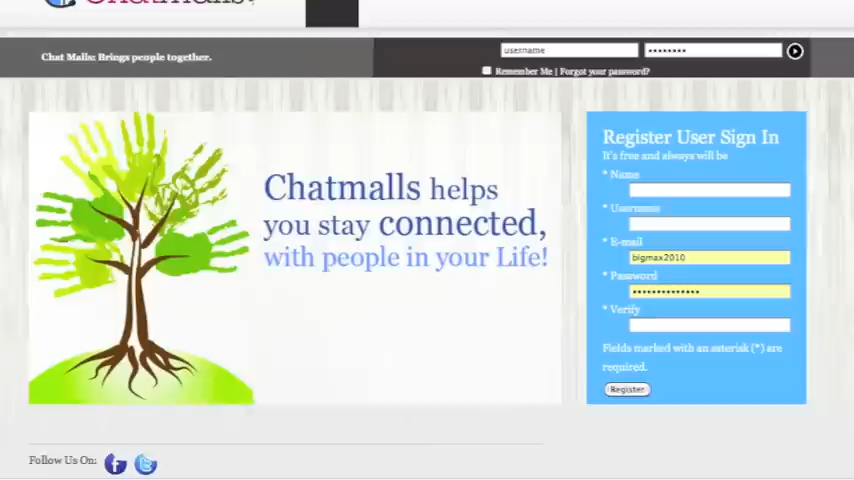 Chatmalls
Chat Malls: Brings people together.
username
••••••••
Remember Me | Forgot your password?
Chatmalls helps
you stay connected,
with people in your Life!
Register User Sign In
It's free and always will be
* Name
* Username
* E-mail
bigmax2010
* Password
••••••••••••••
* Verify
Fields marked with an asterisk (*) are
required.
Register
Follow Us On: